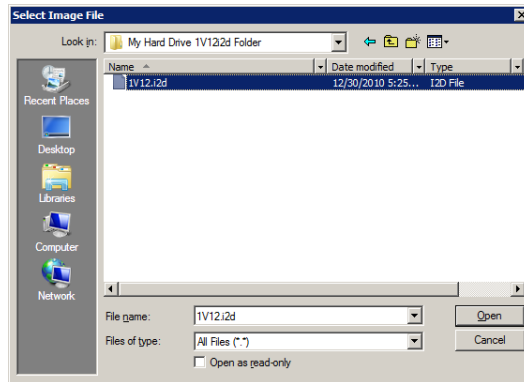 Select Image File
Look in: My Hard Drive 1V12i2d Folder
Name Date modified Type
1V12.i2d 12/30/2010 5:25... I2D File
Recent Places
Desktop
Libraries
Computer
Network
File name: 1V12.i2d Open
Files of type: All Files (*.*) Cancel
Open as read-only